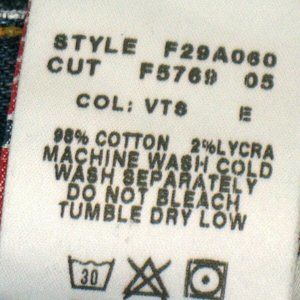 STYLE F29A060
CUT F5769 05
COL: VTS E
98% COTTON 2%LYCRA
MACHINE WASH COLD
WASH SEPARATELY
DO NOT BLEACH
TUMBLE DRY LOW
30